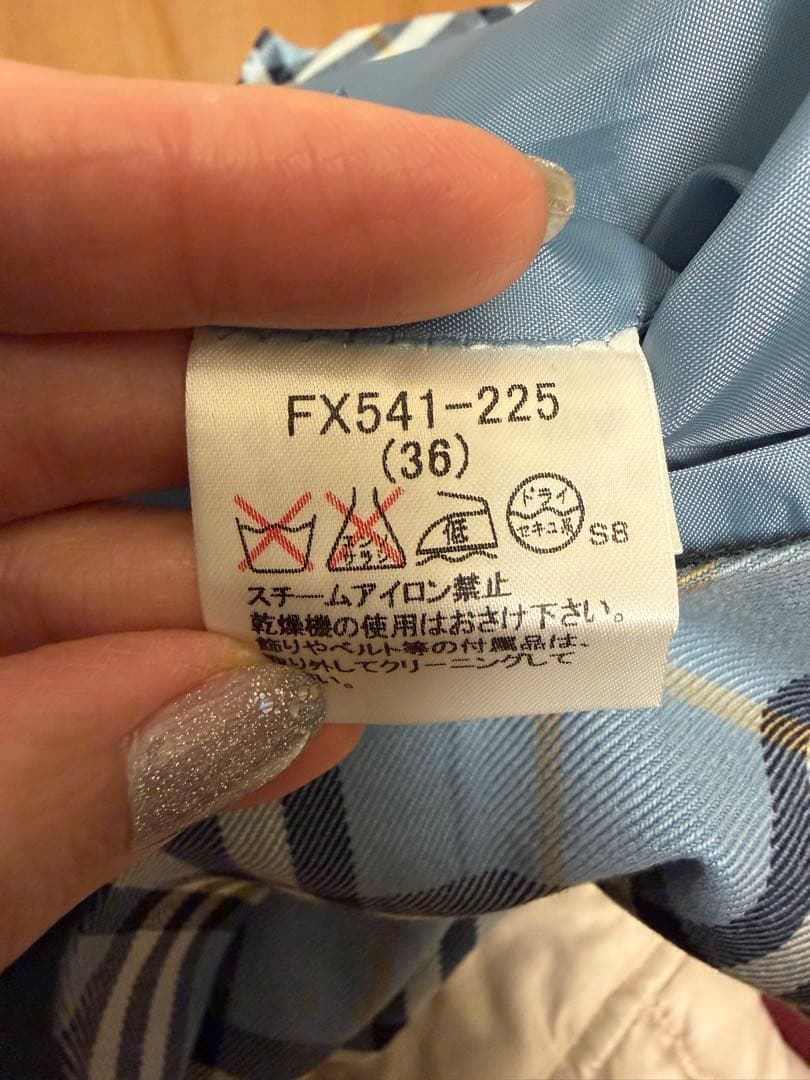 FX541-225
(36)
エンソ
サラシ
低
ドライ
セキユ系
S8
スチームアイロン禁止
乾燥機の使用はおさけ下さい。
飾りやベルト等の付属品は、
り外してクリーニングして
い。